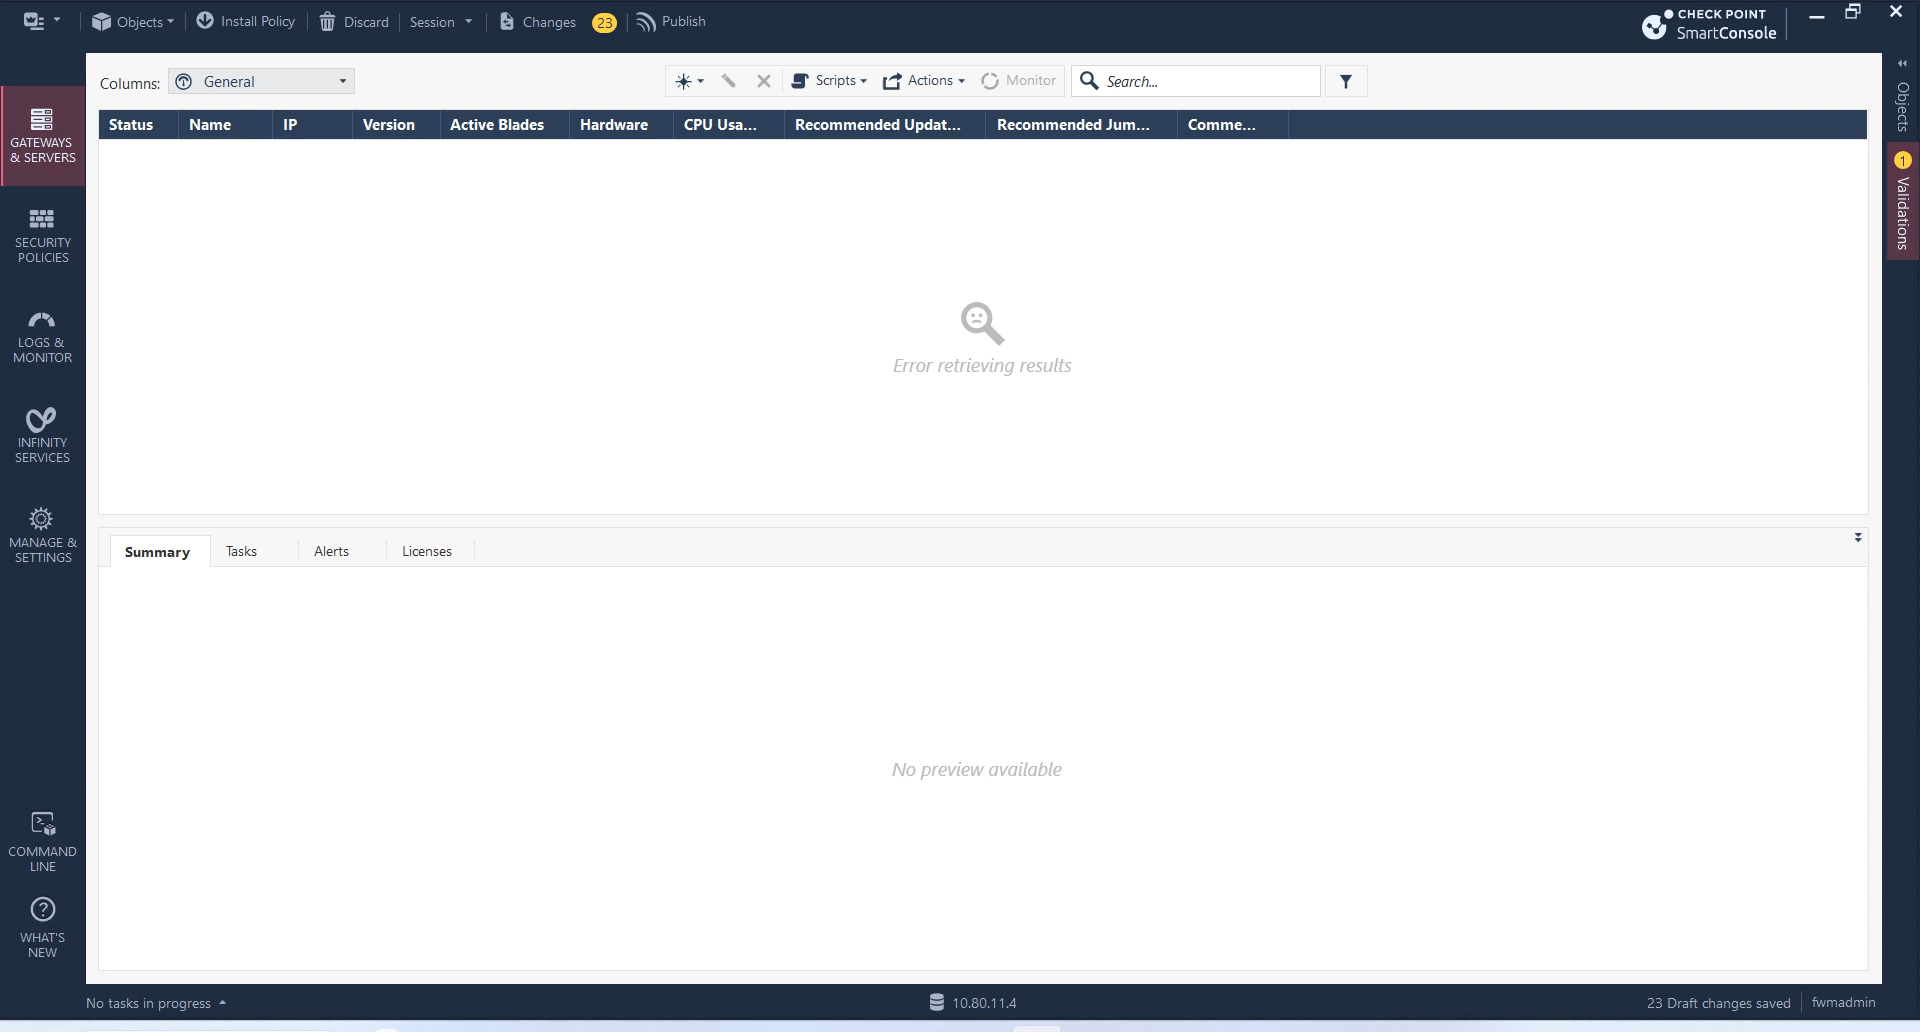 Objects
Install Policy
Discard
Session
Changes
23
Publish
CHECK POINT
SmartConsole
Columns:
General
Scripts
Actions
Monitor
Search...
Status
Name
IP
Version
Active Blades
Hardware
CPU Usa...
Recommended Updat...
Recommended Jum...
Comme...
GATEWAYS
& SERVERS
SECURITY
POLICIES
LOGS &
MONITOR
INFINITY
SERVICES
MANAGE &
SETTINGS
COMMAND
LINE
WHAT'S
NEW
Error retrieving results
Summary
Tasks
Alerts
Licenses
No preview available
Objects
1
Validations
No tasks in progress
10.80.11.4
23 Draft changes saved
fwmadmin